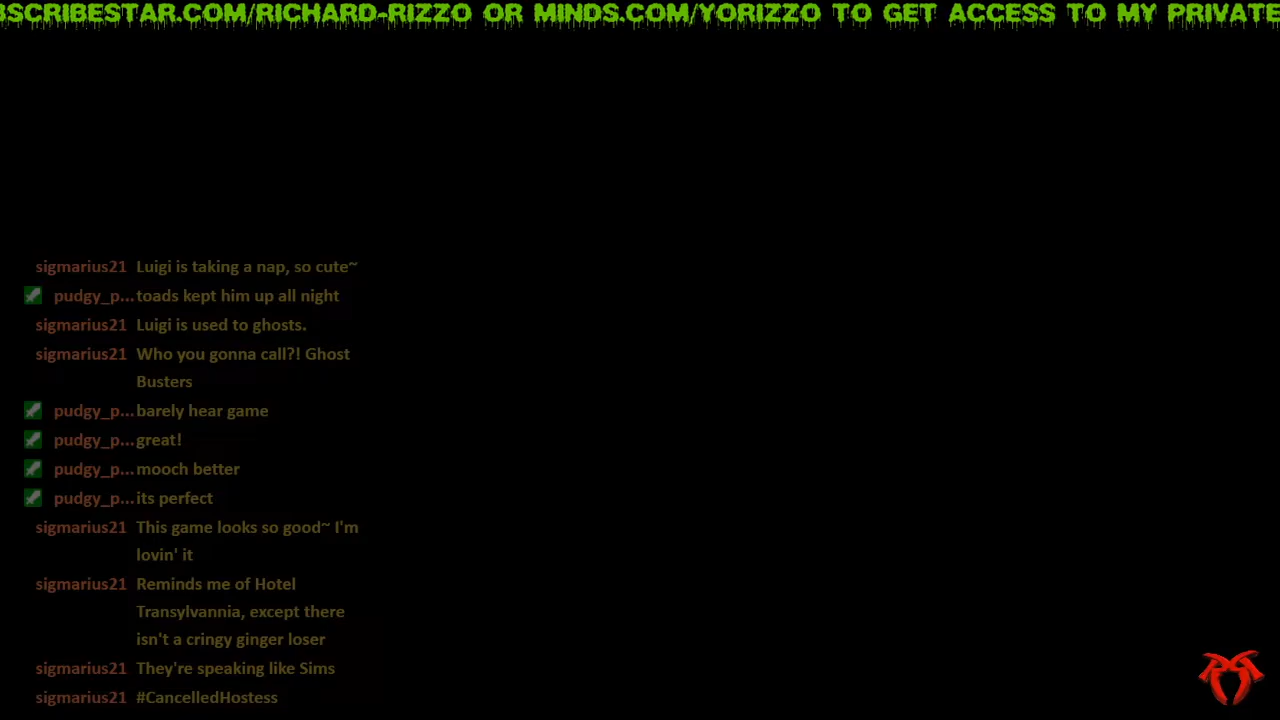 BSCRIBESTAR.COM/RICHARD-RIZZO OR MINDS.COM/YORIZZO TO GET ACCESS TO MY PRIVATE
sigmarius21 Luigi is taking a nap, so cute~
pudgy_p... toads kept him up all night
sigmarius21 Luigi is used to ghosts.
sigmarius21 Who you gonna call?! Ghost
Busters
pudgy_p... barely hear game
pudgy_p... great!
pudgy_p... mooch better
pudgy_p... its perfect
sigmarius21 This game looks so good~ I'm
lovin' it
sigmarius21 Reminds me of Hotel
Transylvannia, except there
isn't a cringy ginger loser
sigmarius21 They're speaking like Sims
sigmarius21 #CancelledHostess